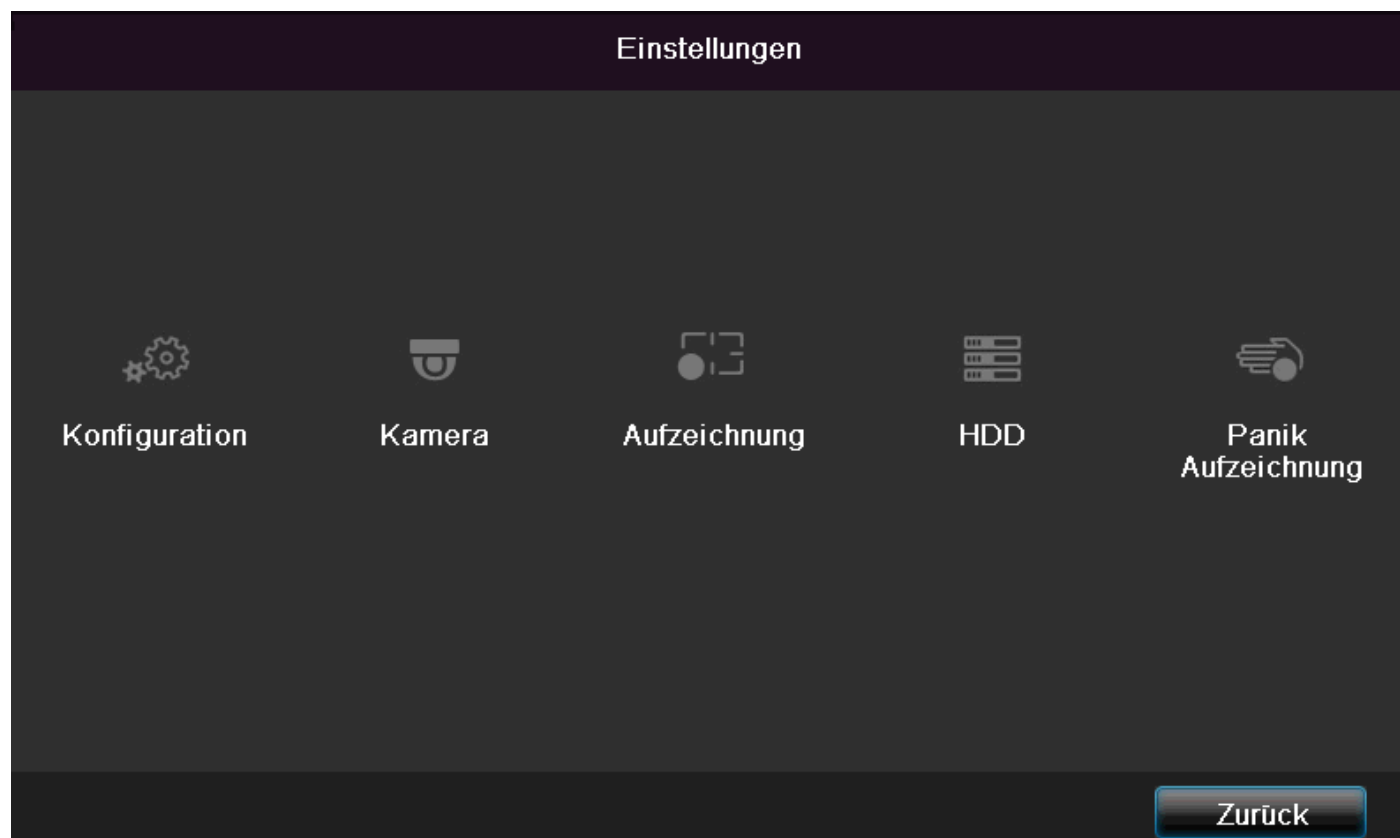 Einstellungen
Konfiguration
Kamera
Aufzeichnung
HDD
Panik
Aufzeichnung
Zurück